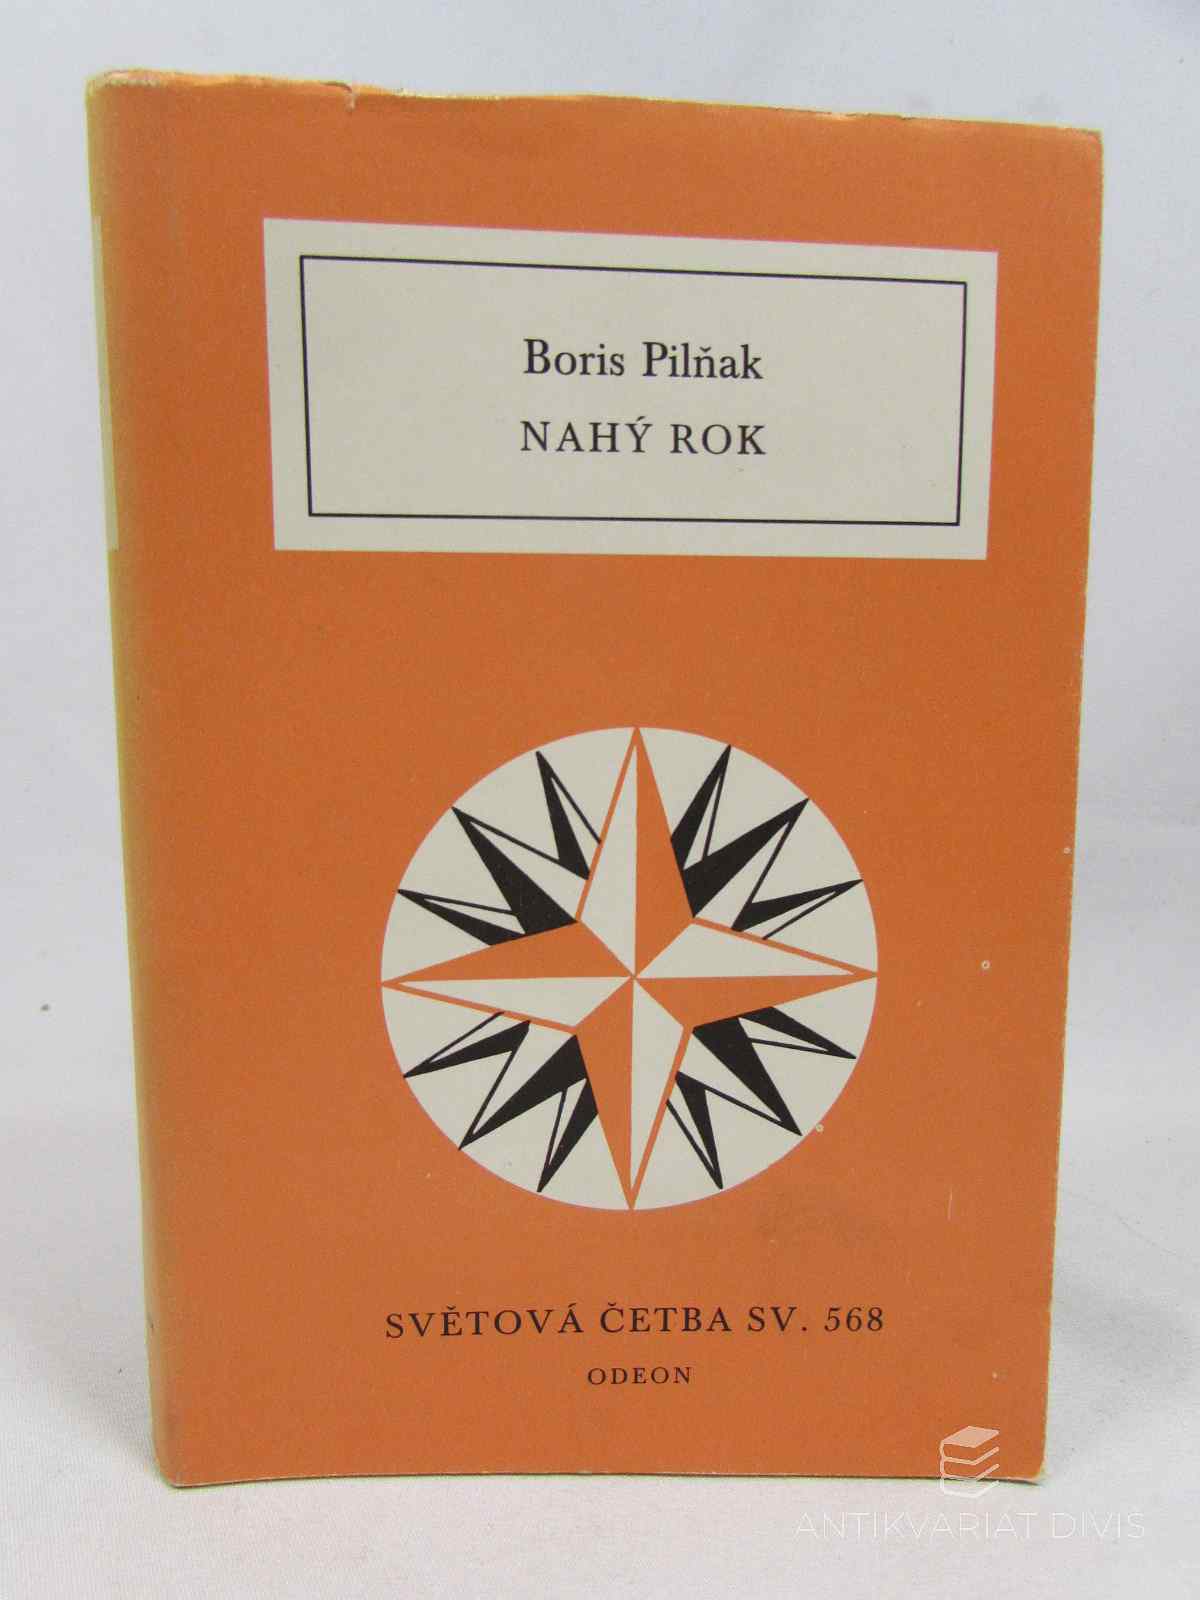 Boris Pilňak
NAHÝ ROK
SVĚTOVÁ ČETBA SV. 568
ODEON
ANTIKVARIÁT DIVIŠ